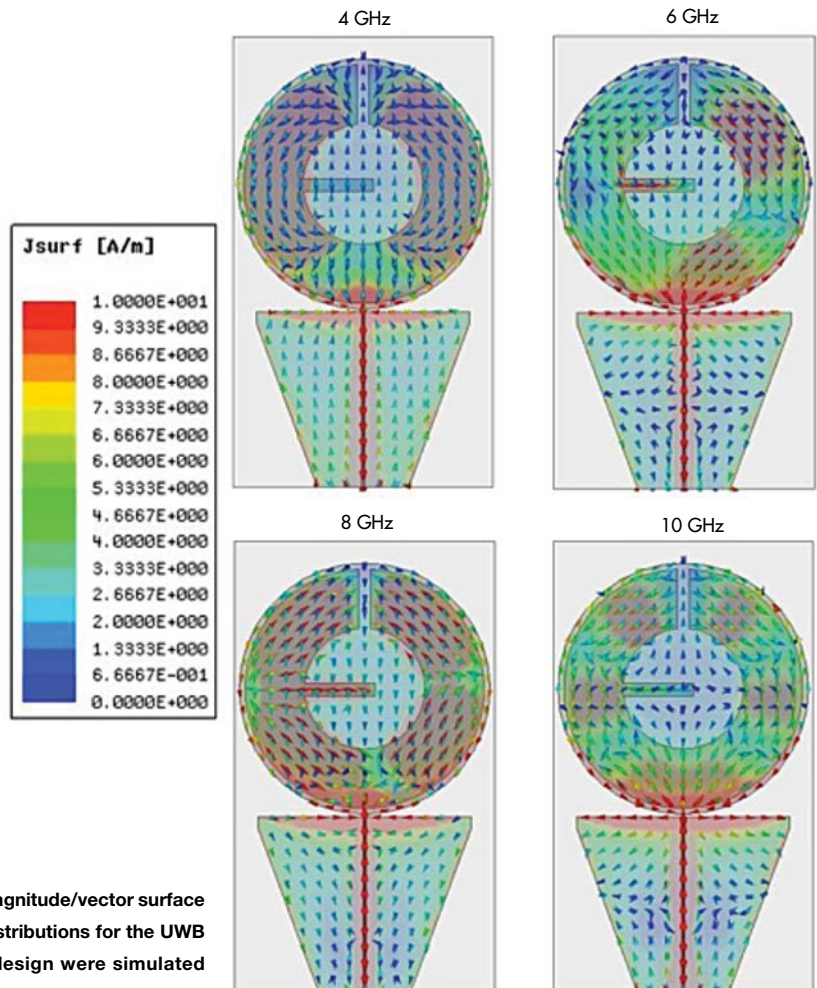 4 GHz
6 GHz
Jsurf [A/m]
1.0000E+001
9.3333E+000
8.6667E+000
8.0000E+000
7.3333E+000
6.6667E+000
6.0000E+000
5.3333E+000
4.6667E+000
4.0000E+000
3.3333E+000
2.6667E+000
2.0000E+000
1.3333E+000
6.6667E-001
0.0000E+000
8 GHz
10 GHz
agnitude/vector surface
stributions for the UWB
design were simulated